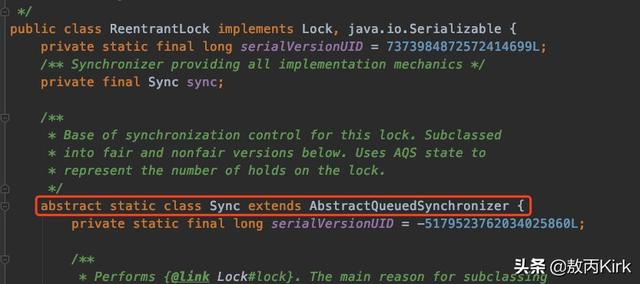 */
public class ReentrantLock implements Lock, java.io.Serializable {
private static final long serialVersionUID = 7373984872572414699L;
/** Synchronizer providing all implementation mechanics */
private final Sync sync;
/**
* Base of synchronization control for this lock. Subclassed
* into fair and nonfair versions below. Uses AQS state to
* represent the number of holds on the lock.
*/
abstract static class Sync extends AbstractQueuedSynchronizer {
private static final long serialVersionUID = -5179523762034025860L;
/**
* Performs {@link Lock#lock}. The main reason for subclassing
头条 @敖丙Kirk